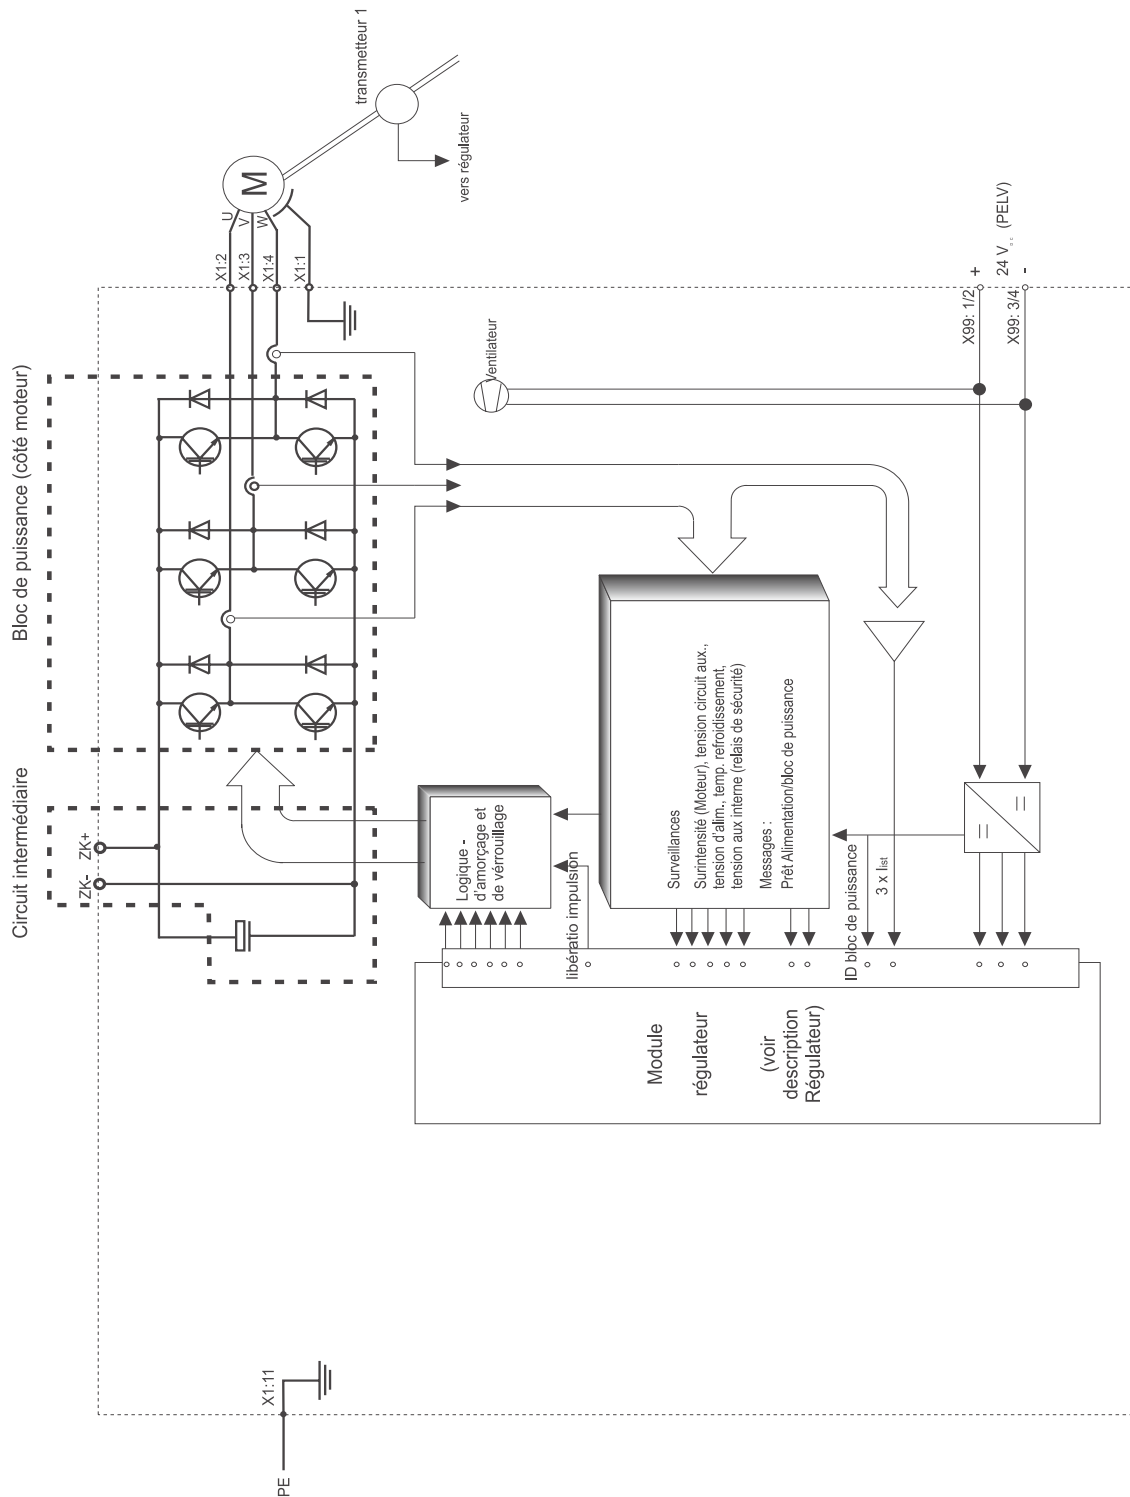 Circuit intermédiaire
Bloc de puissance (côté moteur)
ZK-
ZK+
X1:2
X1:3
X1:4
X1:1
U
V
W
M
transmetteur 1
vers régulateur
PE
X1:11
Logique -
d'amorçage et
de vérrouillage
libératio impulsion
Ventilateur
Surveillances
Surintensité (Moteur), tension circuit aux.,
tension d'alim., temp. refroidissement,
tension aux interne (relais de sécurité)
Messages :
Prêt Alimentation/bloc de puissance
Module
régulateur
(voir
description
Régulateur)
ID bloc de puissance
3 x Iist
X99: 1/2
X99: 3/4
+
24 V (PELV)
-